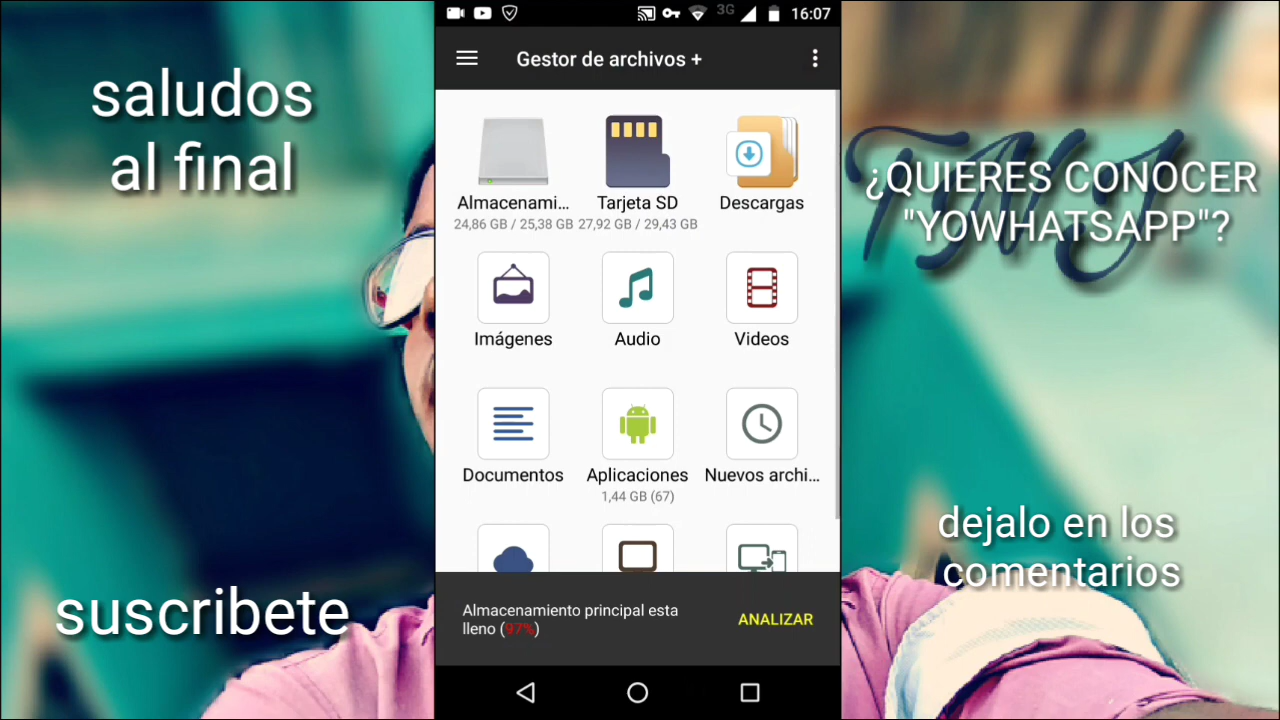 saludos
al final
suscribete
3G 16:07
Gestor de archivos +
Almacenami... Tarjeta SD Descargas
24,86 GB / 25,38 GB 27,92 GB / 29,43 GB
Imágenes Audio Videos
Documentos Aplicaciones Nuevos archi...
1,44 GB (67)
Almacenamiento principal esta
lleno (97%)
ANALIZAR
TMJ
¿QUIERES CONOCER
"YOWHATSAPP"?
dejalo en los
comentarios